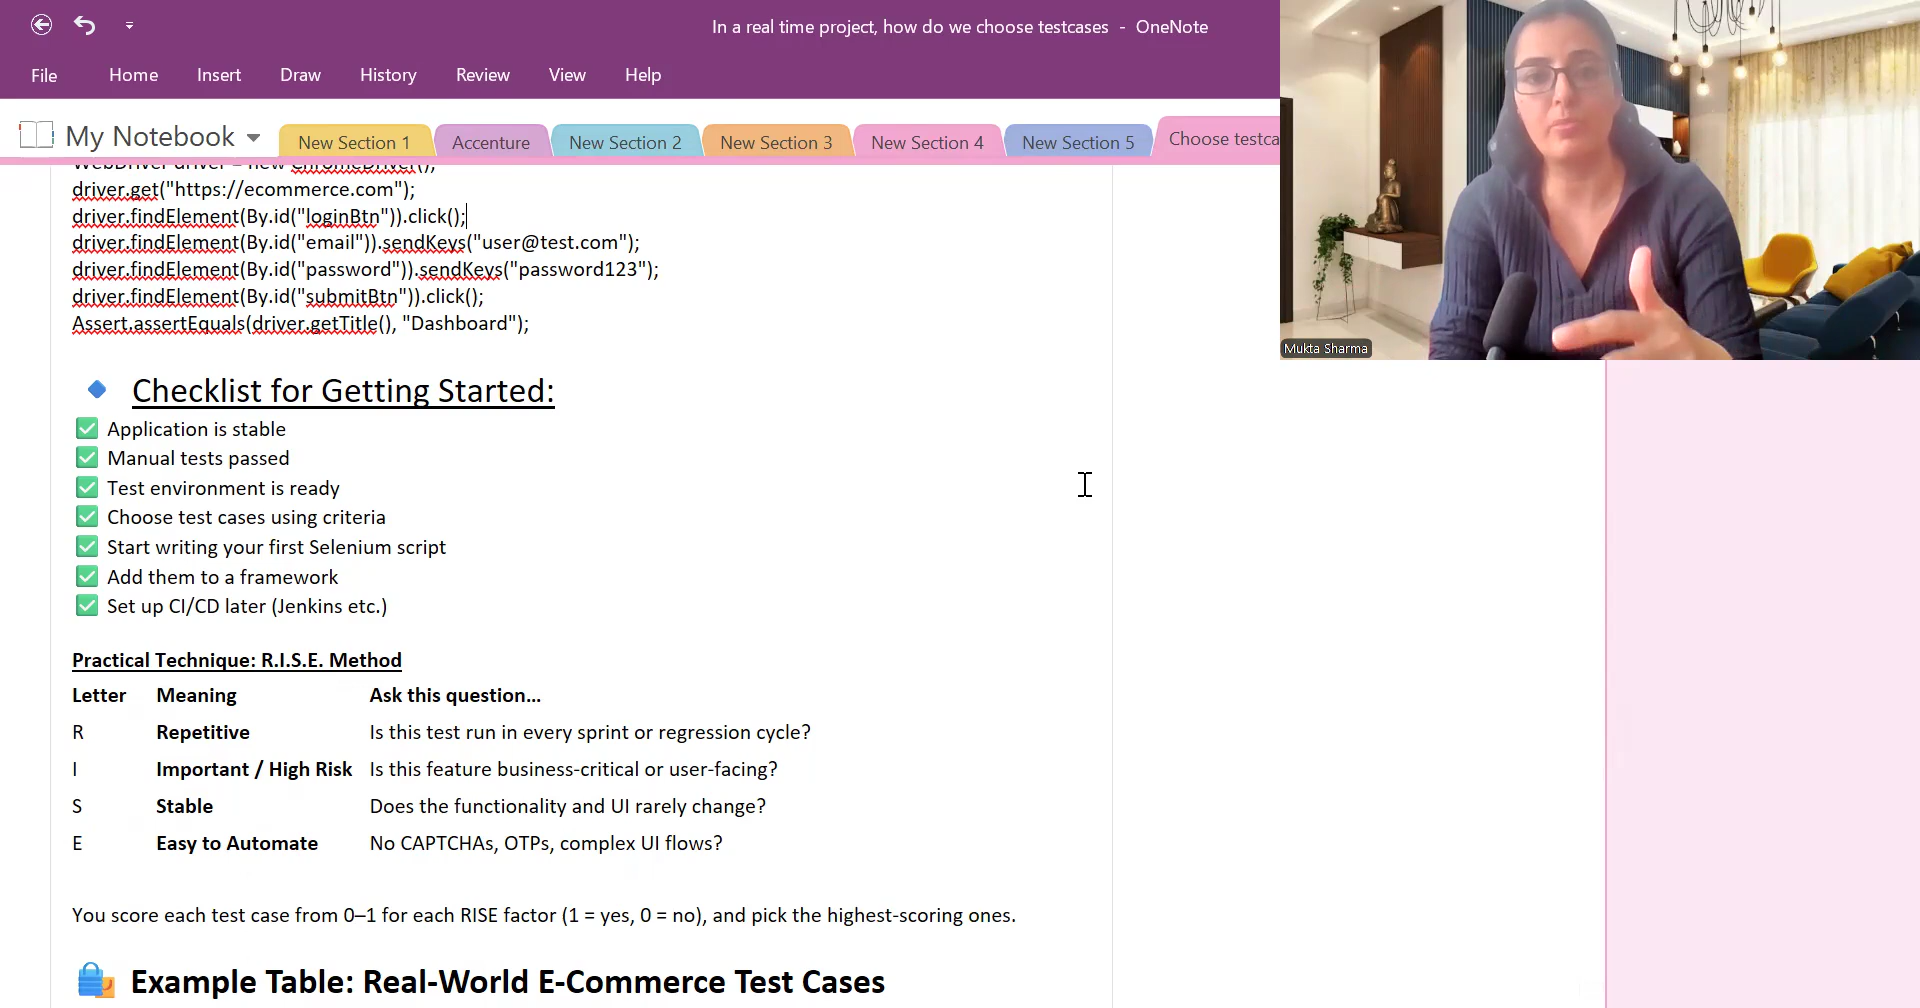 In a real time project, how do we choose testcases - OneNote
File Home Insert Draw History Review View Help
My Notebook New Section 1 Accenture New Section 2 New Section 3 New Section 4 New Section 5 Choose testca
WebDriver driver = new ChromeDriver();
driver.get("https://ecommerce.com");
driver.findElement(By.id("loginBtn")).click();
driver.findElement(By.id("email")).sendKeys("user@test.com");
driver.findElement(By.id("password")).sendKeys("password123");
driver.findElement(By.id("submitBtn")).click();
Assert.assertEquals(driver.getTitle(), "Dashboard");
Mukta Sharma
Checklist for Getting Started:
Application is stable
Manual tests passed
Test environment is ready
Choose test cases using criteria
Start writing your first Selenium script
Add them to a framework
Set up CI/CD later (Jenkins etc.)
Practical Technique: R.I.S.E. Method
Letter Meaning Ask this question...
R Repetitive Is this test run in every sprint or regression cycle?
I Important / High Risk Is this feature business-critical or user-facing?
S Stable Does the functionality and UI rarely change?
E Easy to Automate No CAPTCHAs, OTPs, complex UI flows?
You score each test case from 0–1 for each RISE factor (1 = yes, 0 = no), and pick the highest-scoring ones.
Example Table: Real-World E-Commerce Test Cases